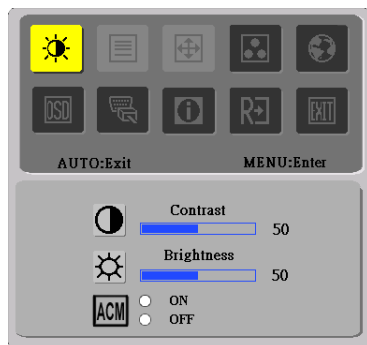 OSD R EXIT
AUTO:Exit MENU:Enter
Contrast
50
Brightness
50
ACM ON
OFF